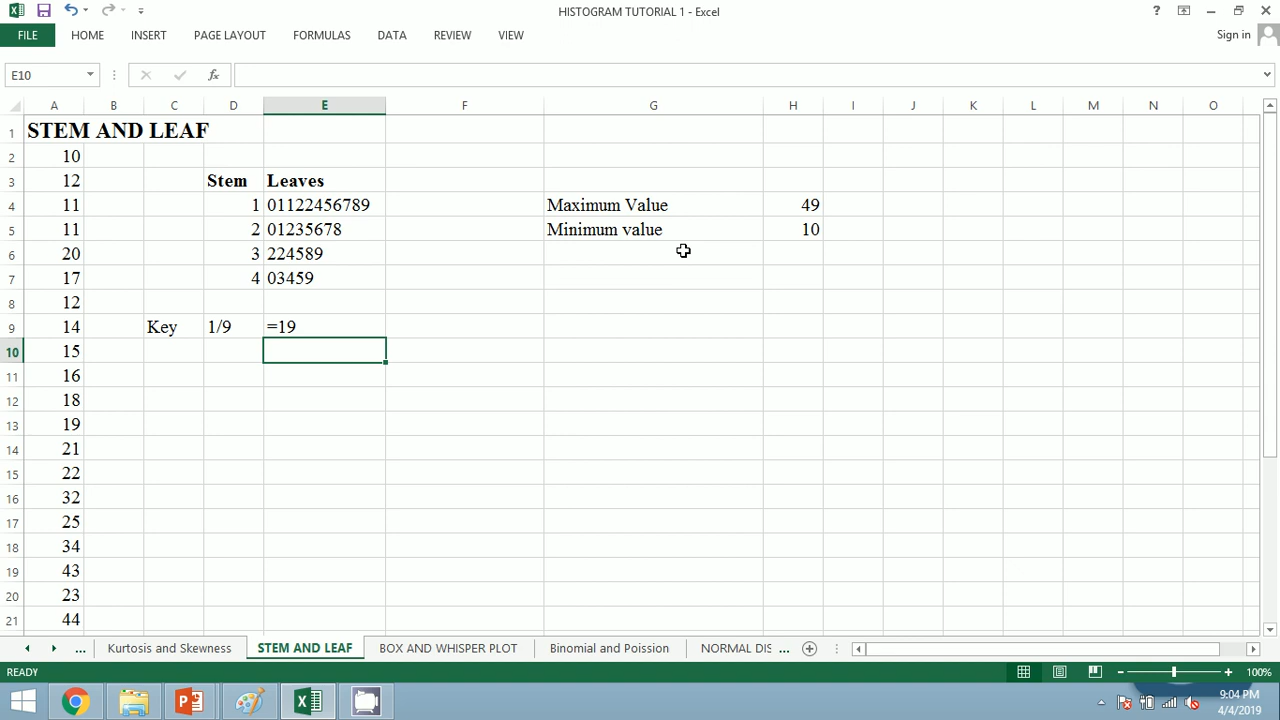 HISTOGRAM TUTORIAL 1 - Excel
FILE HOME INSERT PAGE LAYOUT FORMULAS DATA REVIEW VIEW Sign in
E10 fx
A B C D E F G H I J K L M N O
1 STEM AND LEAF
2 10
3 12 Stem Leaves
4 11 1 01122456789 Maximum Value 49
5 11 2 01235678 Minimum value 10
6 20 3 224589
7 17 4 03459
8 12
9 14 Key 1/9 =19
10 15
11 16
12 18
13 19
14 21
15 22
16 32
17 25
18 34
19 43
20 23
21 44
... Kurtosis and Skewness STEM AND LEAF BOX AND WHISPER PLOT Binomial and Poission NORMAL DIS ...
READY 100%
9:04 PM
4/4/2019